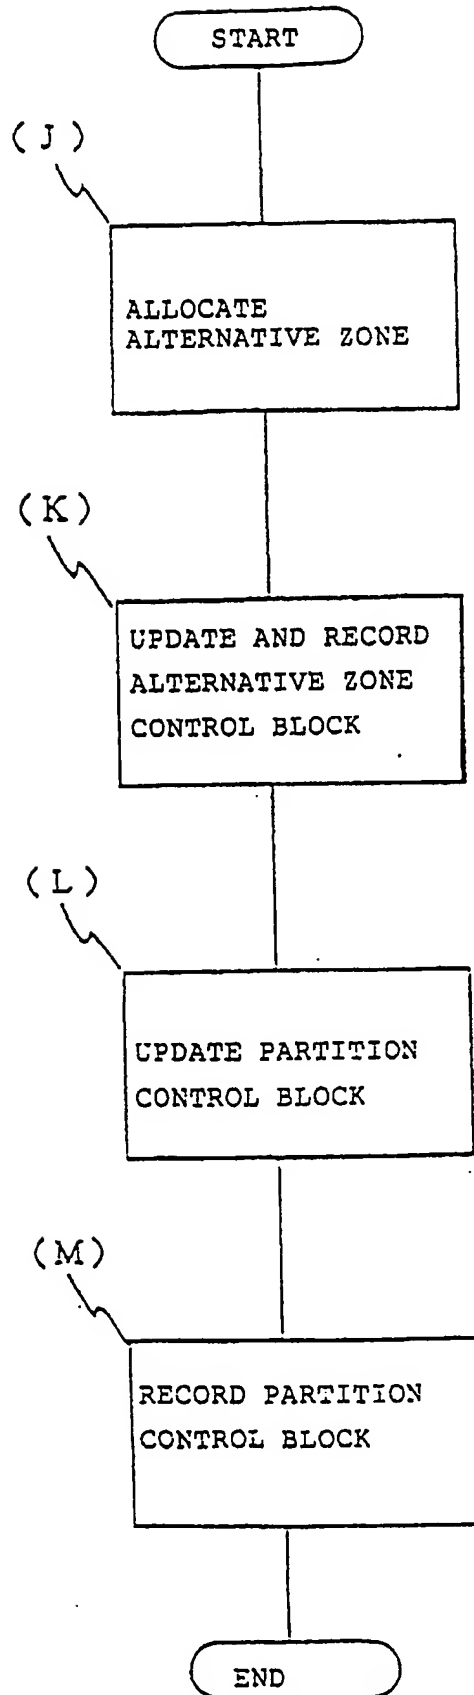 START
(J)
ALLOCATE
ALTERNATIVE ZONE
(K)
UPDATE AND RECORD
ALTERNATIVE ZONE
CONTROL BLOCK
(L)
UPDATE PARTITION
CONTROL BLOCK
(M)
RECORD PARTITION
CONTROL BLOCK
END